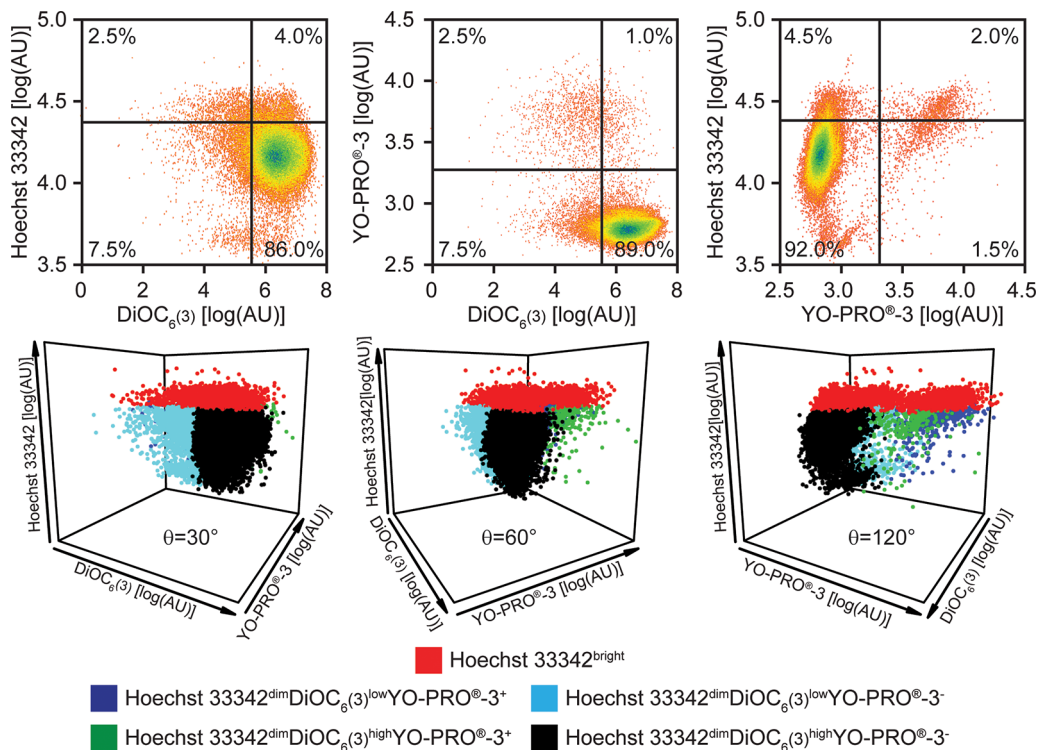 Hoechst 33342 [log(AU)]
5.0
4.5
4.0
3.5
2.5%
4.0%
7.5%
86.0%
0 2 4 6 8
DiOC6(3) [log(AU)]
YO-PRO®-3 [log(AU)]
4.5
4.0
3.5
3.0
2.5
2.5%
1.0%
7.5%
89.0%
0 2 4 6 8
DiOC6(3) [log(AU)]
Hoechst 33342 [log(AU)]
5.0
4.5
4.0
3.5
4.5%
2.0%
92.0%
1.5%
2.5 3.0 3.5 4.0 4.5
YO-PRO®-3 [log(AU)]
Hoechst 33342 [log(AU)]
θ=30°
DiOC6(3) [log(AU)]
YO-PRO®-3 [log(AU)]
Hoechst 33342[log(AU)]
θ=60°
DiOC6(3) [log(AU)]
YO-PRO®-3 [log(AU)]
Hoechst 33342[log(AU)]
θ=120°
YO-PRO®-3 [log(AU)]
DiOC6(3) [log(AU)]
Hoechst 33342bright
Hoechst 33342dimDiOC6(3)lowYO-PRO®-3+
Hoechst 33342dimDiOC6(3)lowYO-PRO®-3-
Hoechst 33342dimDiOC6(3)highYO-PRO®-3+
Hoechst 33342dimDiOC6(3)highYO-PRO®-3-